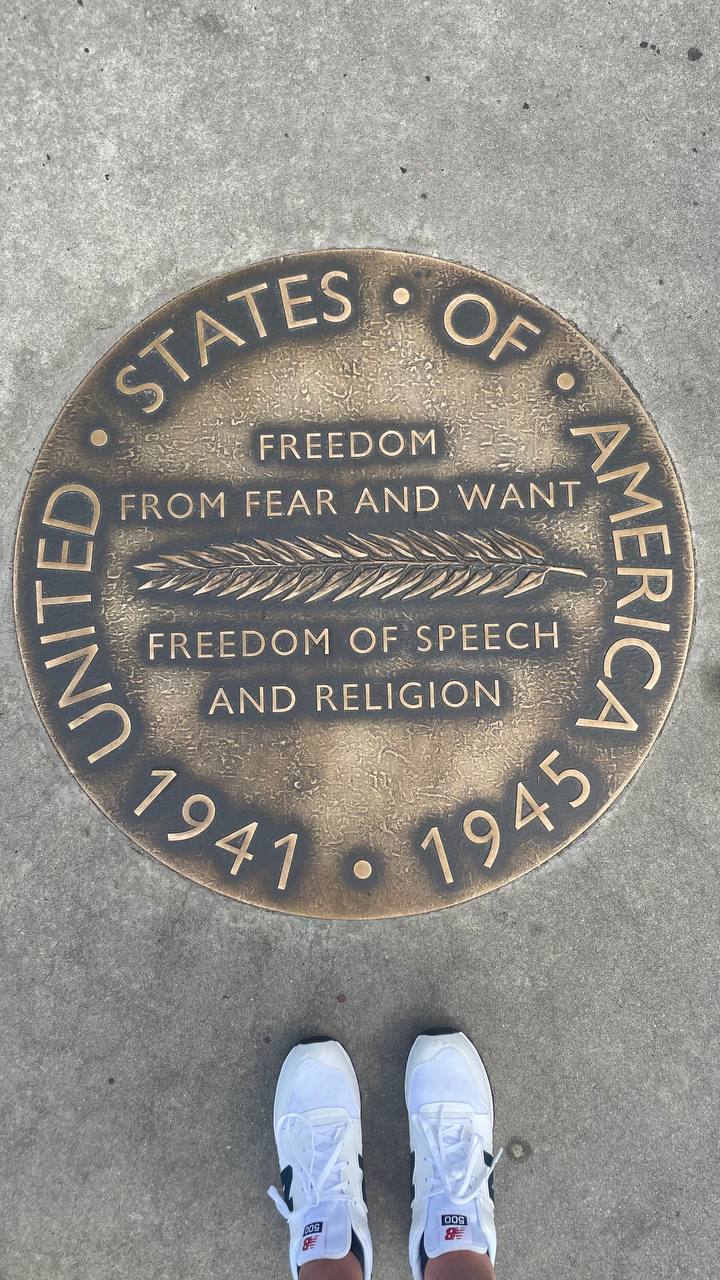 UNITED • STATES • OF • AMERICA
FREEDOM
FROM FEAR AND WANT
FREEDOM OF SPEECH
AND RELIGION
1941 • 1945
500
500